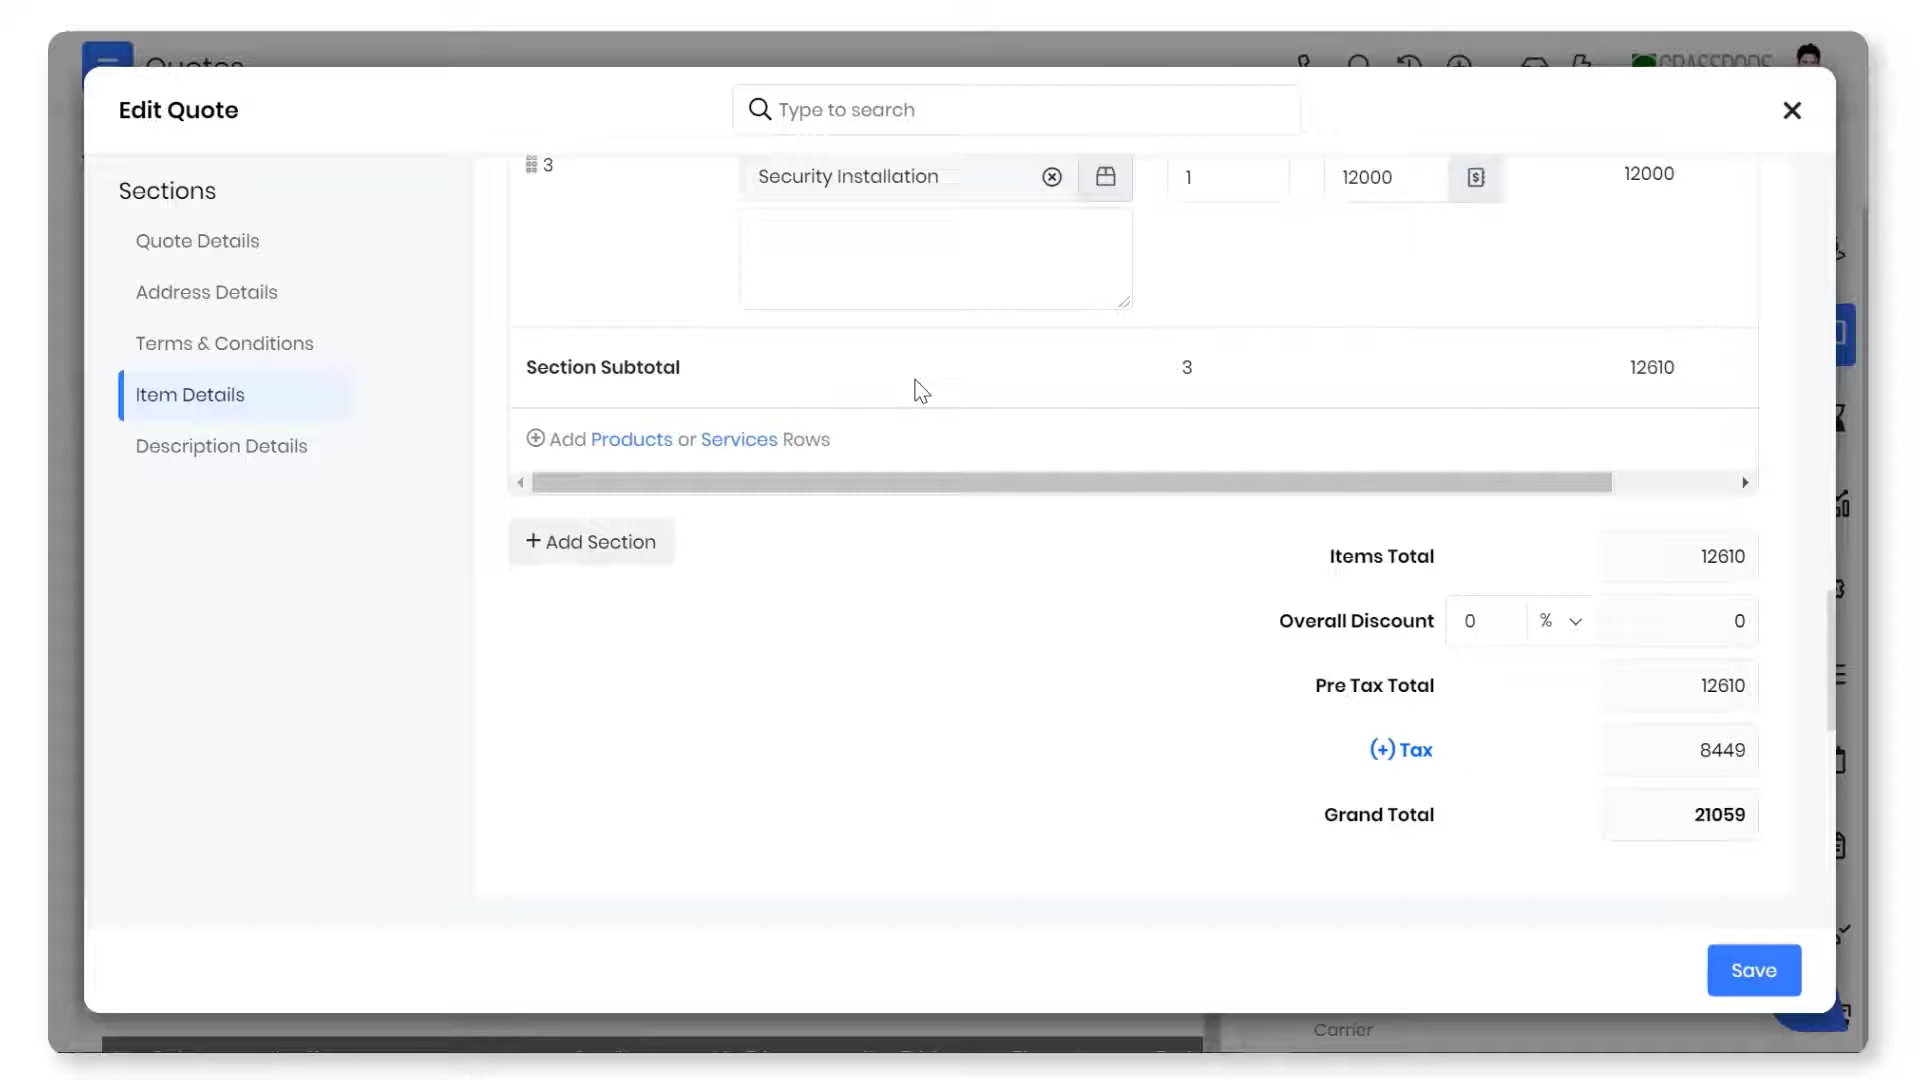 Quotes
GRASSDODS
Edit Quote
Type to search
Sections
Quote Details
Address Details
Terms & Conditions
Item Details
Description Details
3
Security Installation
1
12000
12000
Section Subtotal
3
12610
Add Products or Services Rows
+ Add Section
Items Total
12610
Overall Discount
0
%
0
Pre Tax Total
12610
(+) Tax
8449
Grand Total
21059
Save
Carrier